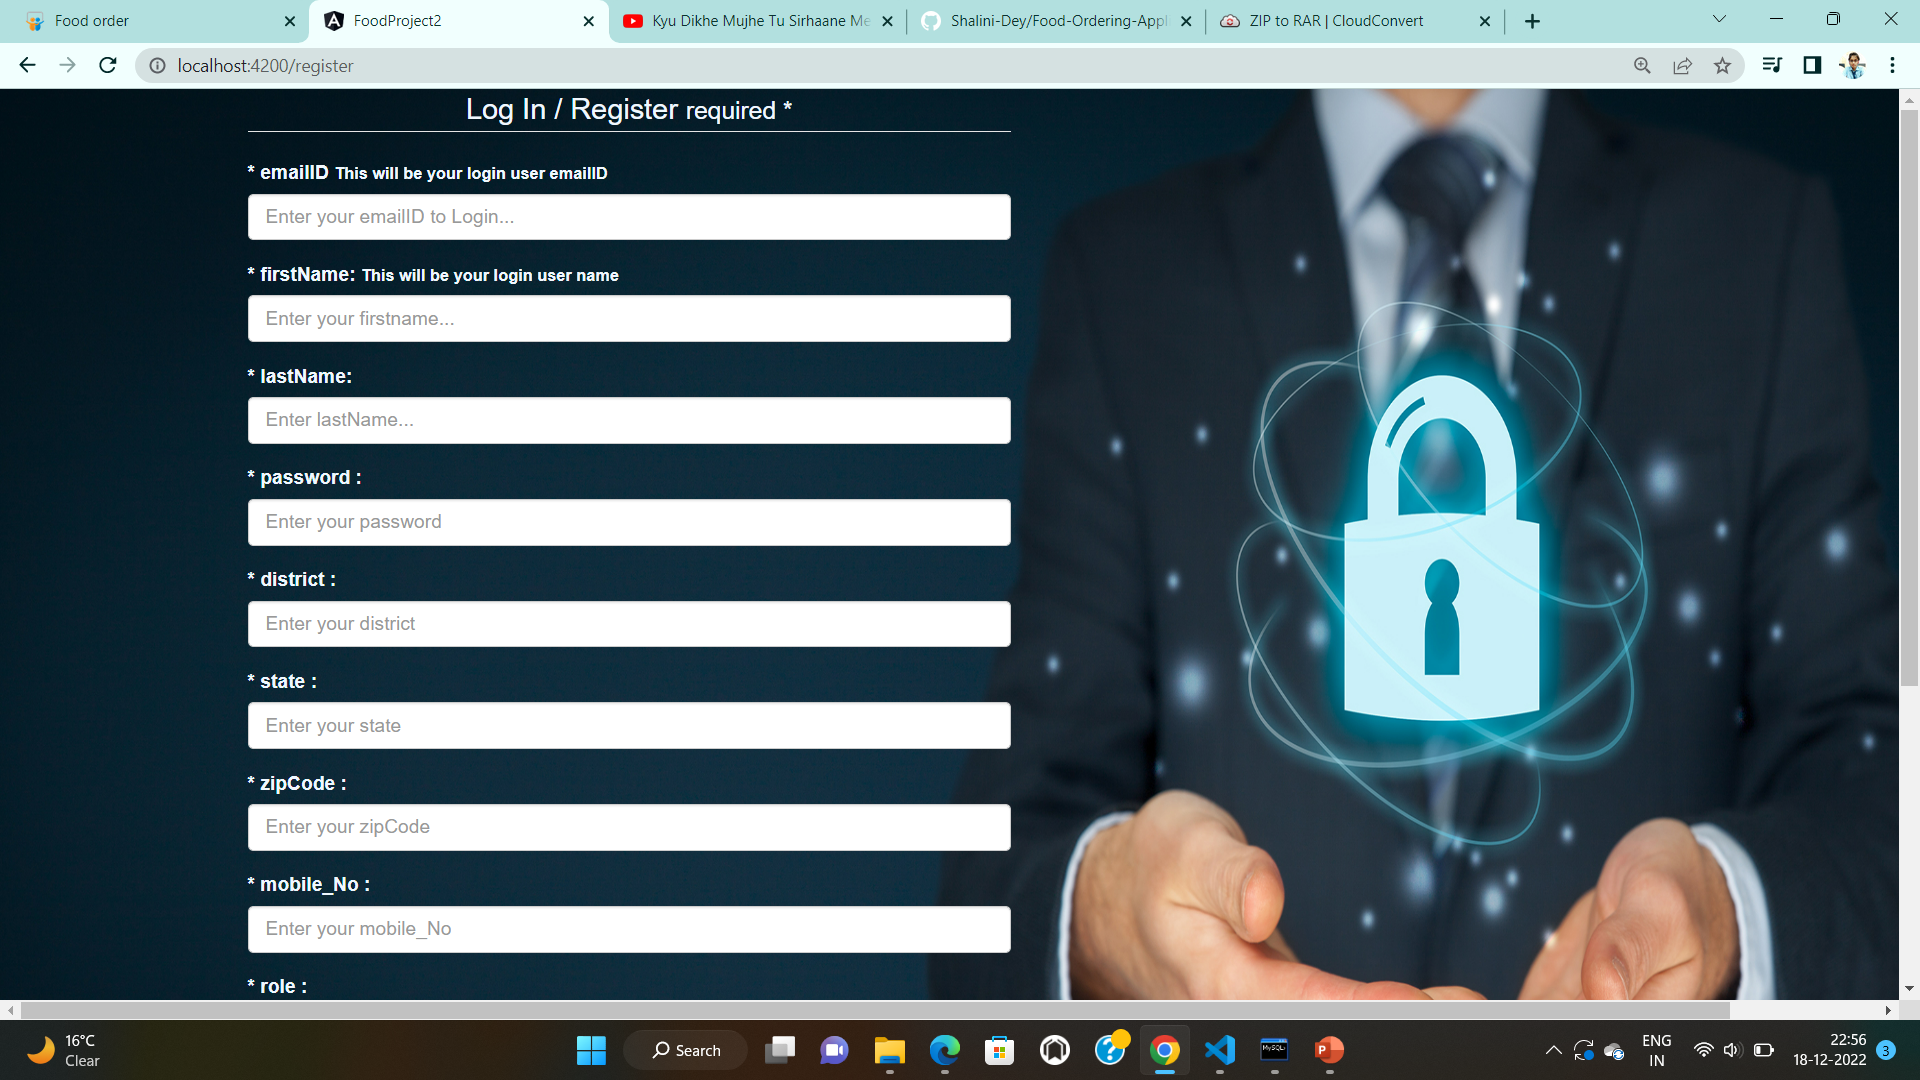 Food order
FoodProject2
Kyu Dikhe Mujhe Tu Sirhaane Me
Shalini-Dey/Food-Ordering-Appl
ZIP to RAR | CloudConvert
localhost:4200/register
Log In / Register required *
* emailID This will be your login user emailID
Enter your emailID to Login...
* firstName: This will be your login user name
Enter your firstname...
* lastName:
Enter lastName...
* password :
Enter your password
* district :
Enter your district
* state :
Enter your state
* zipCode :
Enter your zipCode
* mobile_No :
Enter your mobile_No
* role :
16°C
Clear
Search
MySQL
ENG
IN
22:56
18-12-2022
3